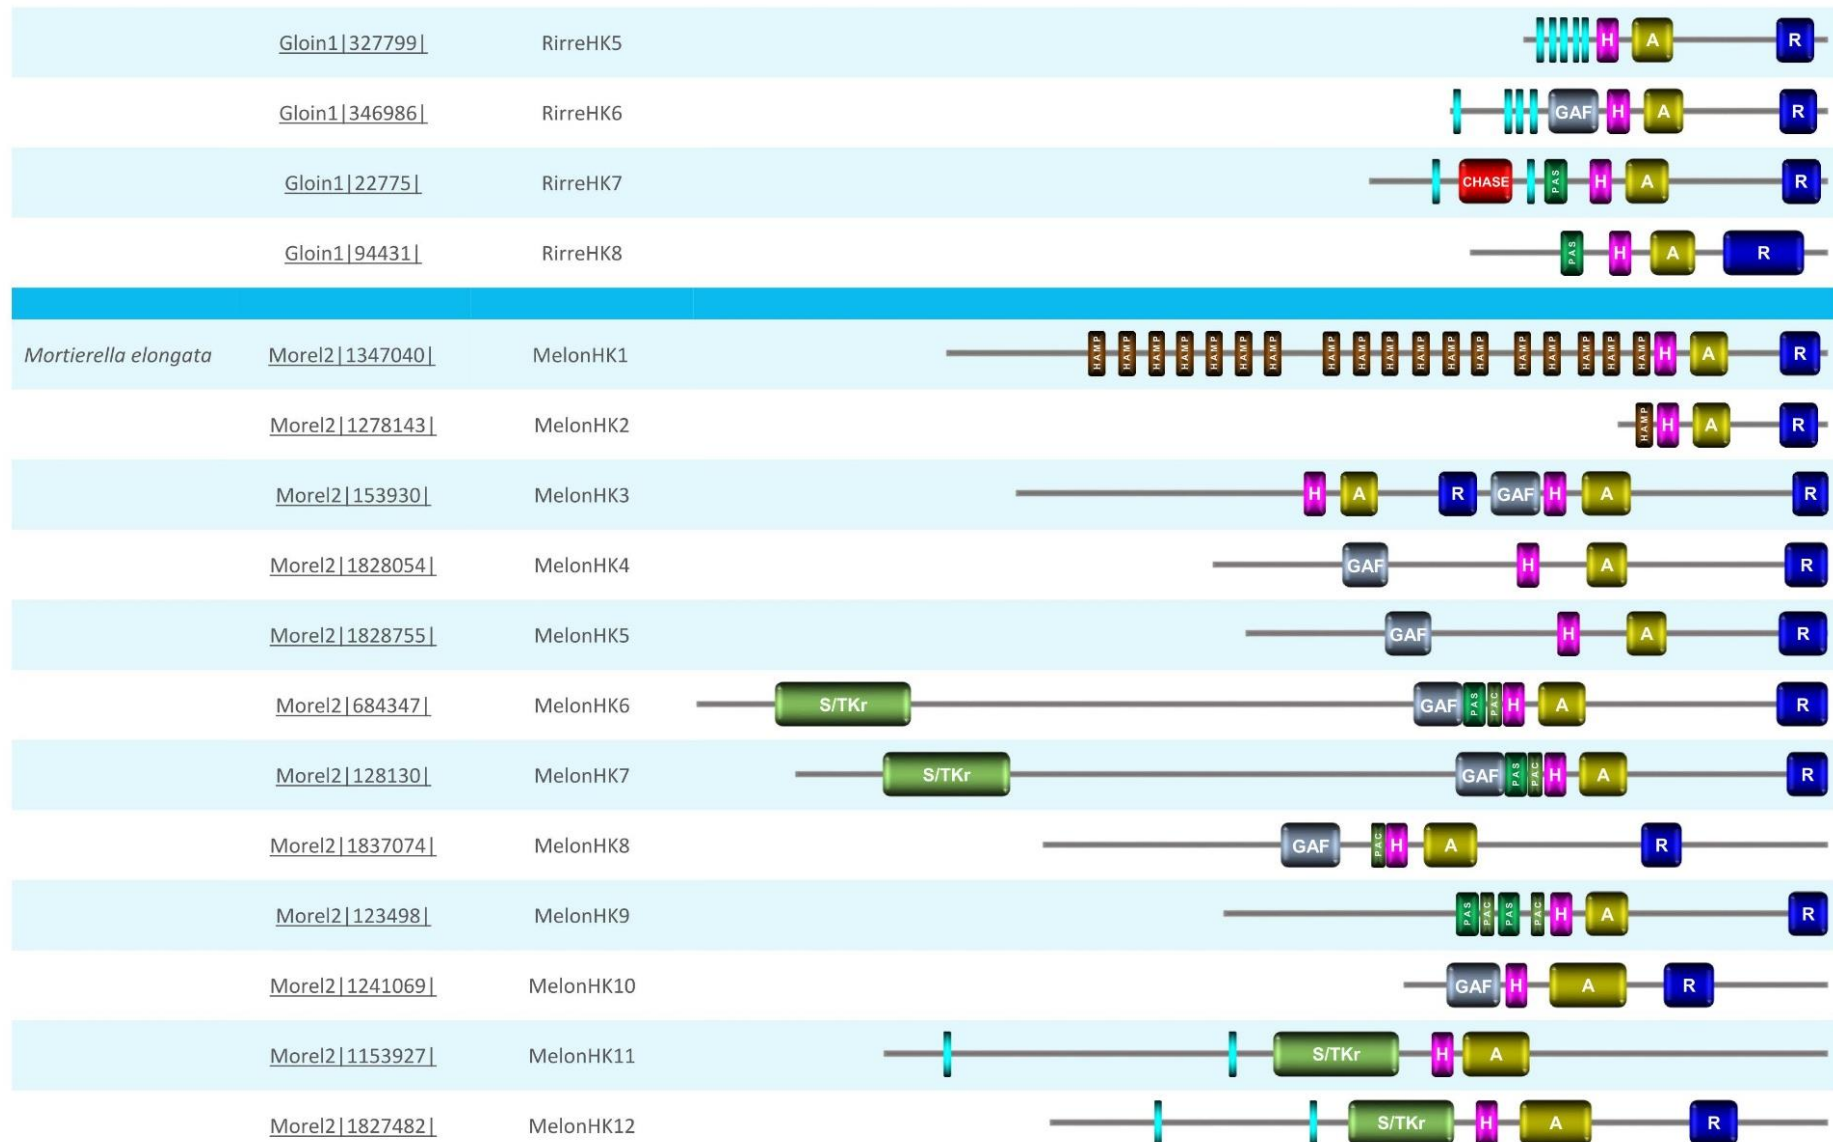 Gloin1|327799| RirreHK5 H A R
Gloin1|346986| RirreHK6 GAF H A R
Gloin1|22775| RirreHK7 CHASE PAS H A R
Gloin1|94431| RirreHK8 PAS H A R
Mortierella elongata Morel2|1347040| MelonHK1 HAMP HAMP HAMP HAMP HAMP HAMP HAMP HAMP HAMP HAMP HAMP HAMP HAMP HAMP HAMP HAMP HAMP HAMP H A R
Morel2|1278143| MelonHK2 HAMP H A R
Morel2|153930| MelonHK3 H A R GAF H A R
Morel2|1828054| MelonHK4 GAF H A R
Morel2|1828755| MelonHK5 GAF H A R
Morel2|684347| MelonHK6 S/TKr GAF PAS PAC H A R
Morel2|128130| MelonHK7 S/TKr GAF PAS PAC H A R
Morel2|1837074| MelonHK8 GAF PAC H A R
Morel2|123498| MelonHK9 PAS PAC PAS PAC H A R
Morel2|1241069| MelonHK10 GAF H A R
Morel2|1153927| MelonHK11 S/TKr H A
Morel2|1827482| MelonHK12 S/TKr H A R